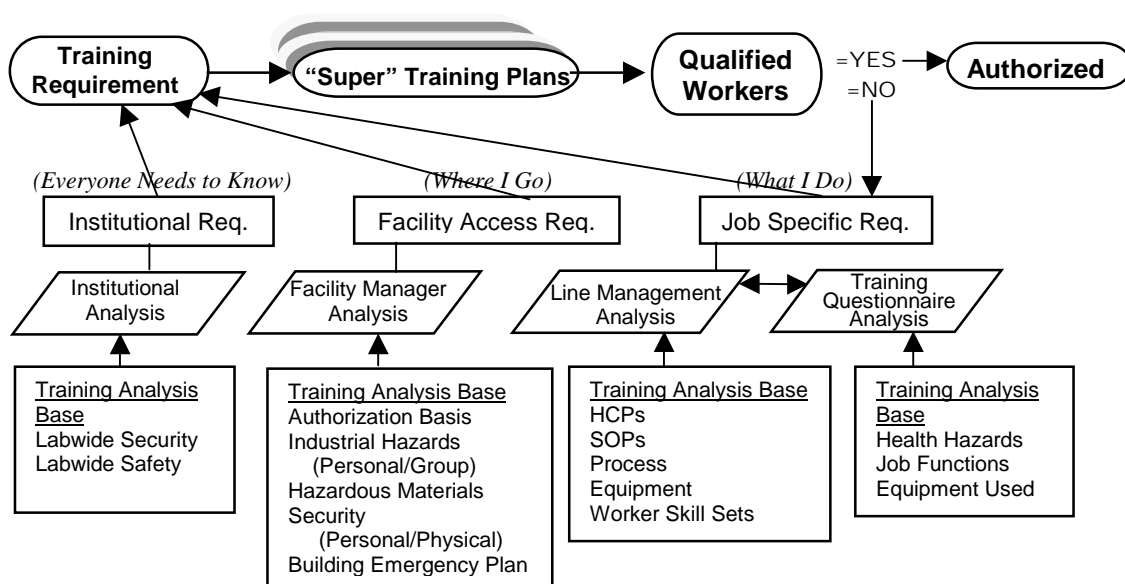 Training
Requirement
“Super” Training Plans
Qualified
Workers
=YES
=NO
Authorized
(Everyone Needs to Know)
(Where I Go)
(What I Do)
Institutional Req.
Facility Access Req.
Job Specific Req.
Institutional
Analysis
Facility Manager
Analysis
Line Management
Analysis
Training
Questionnaire
Analysis
Training Analysis
Base
Labwide Security
Labwide Safety
Training Analysis Base
Authorization Basis
Industrial Hazards
(Personal/Group)
Hazardous Materials
Security
(Personal/Physical)
Building Emergency Plan
Training Analysis Base
HCPs
SOPs
Process
Equipment
Worker Skill Sets
Training Analysis
Base
Health Hazards
Job Functions
Equipment Used